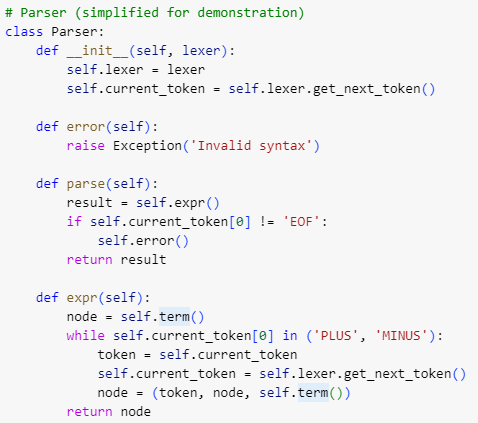 # Parser (simplified for demonstration)
class Parser:
    def __init__(self, lexer):
        self.lexer = lexer
        self.current_token = self.lexer.get_next_token()

    def error(self):
        raise Exception('Invalid syntax')

    def parse(self):
        result = self.expr()
        if self.current_token[0] != 'EOF':
            self.error()
        return result

    def expr(self):
        node = self.term()
        while self.current_token[0] in ('PLUS', 'MINUS'):
            token = self.current_token
            self.current_token = self.lexer.get_next_token()
            node = (token, node, self.term())
        return node